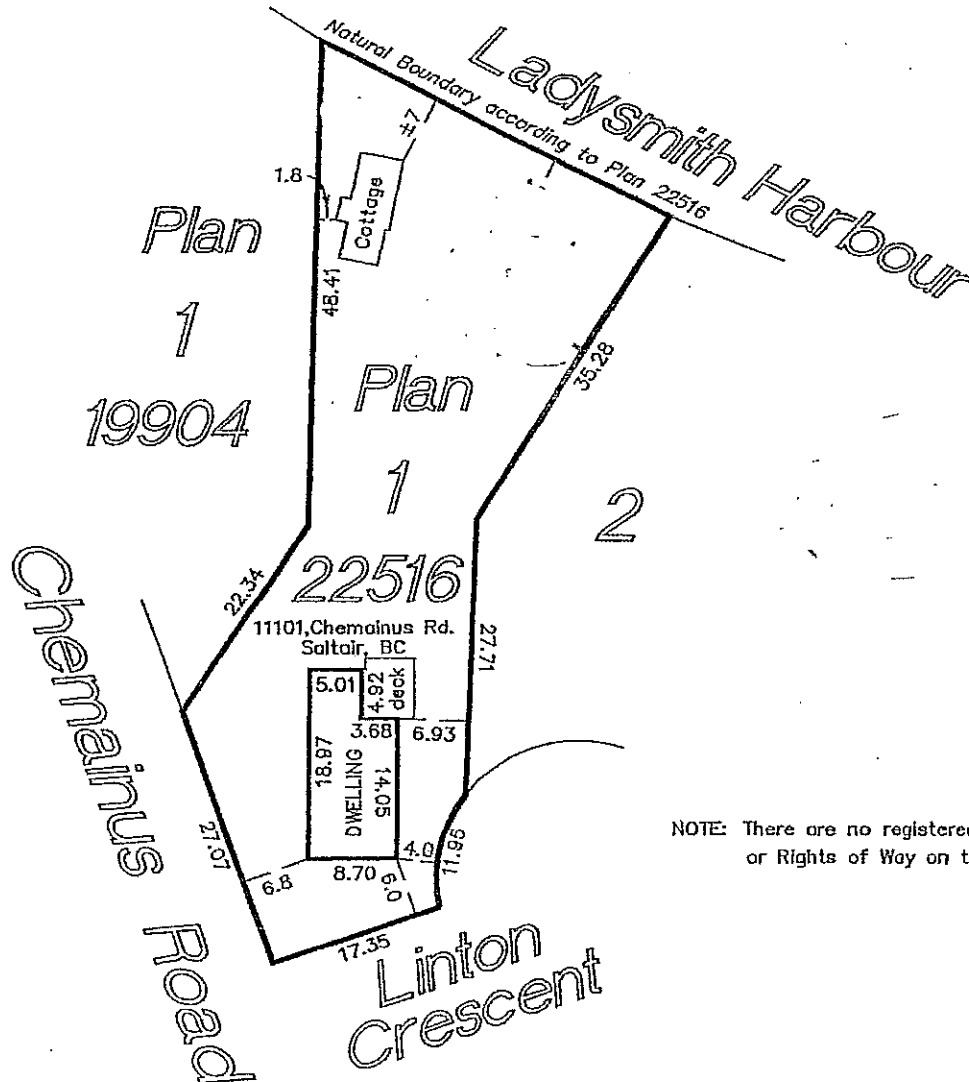 Ladysmith Harbour
Natural Boundary according to Plan 22516
±7
1.8
Cottage
Plan
1
19904
48.41
35.28
Plan
1
22516
2
22.34
11101,Chemainus Rd.
Saltair, BC
27.71
5.01
4.92
deck
3.68
6.93
18.97
DWELLING
14.05
Chemainus Road
27.07
6.8
8.70
4.0
6.0
11.95
17.35
Linton
Crescent
NOTE: There are no registered
or Rights of Way on t